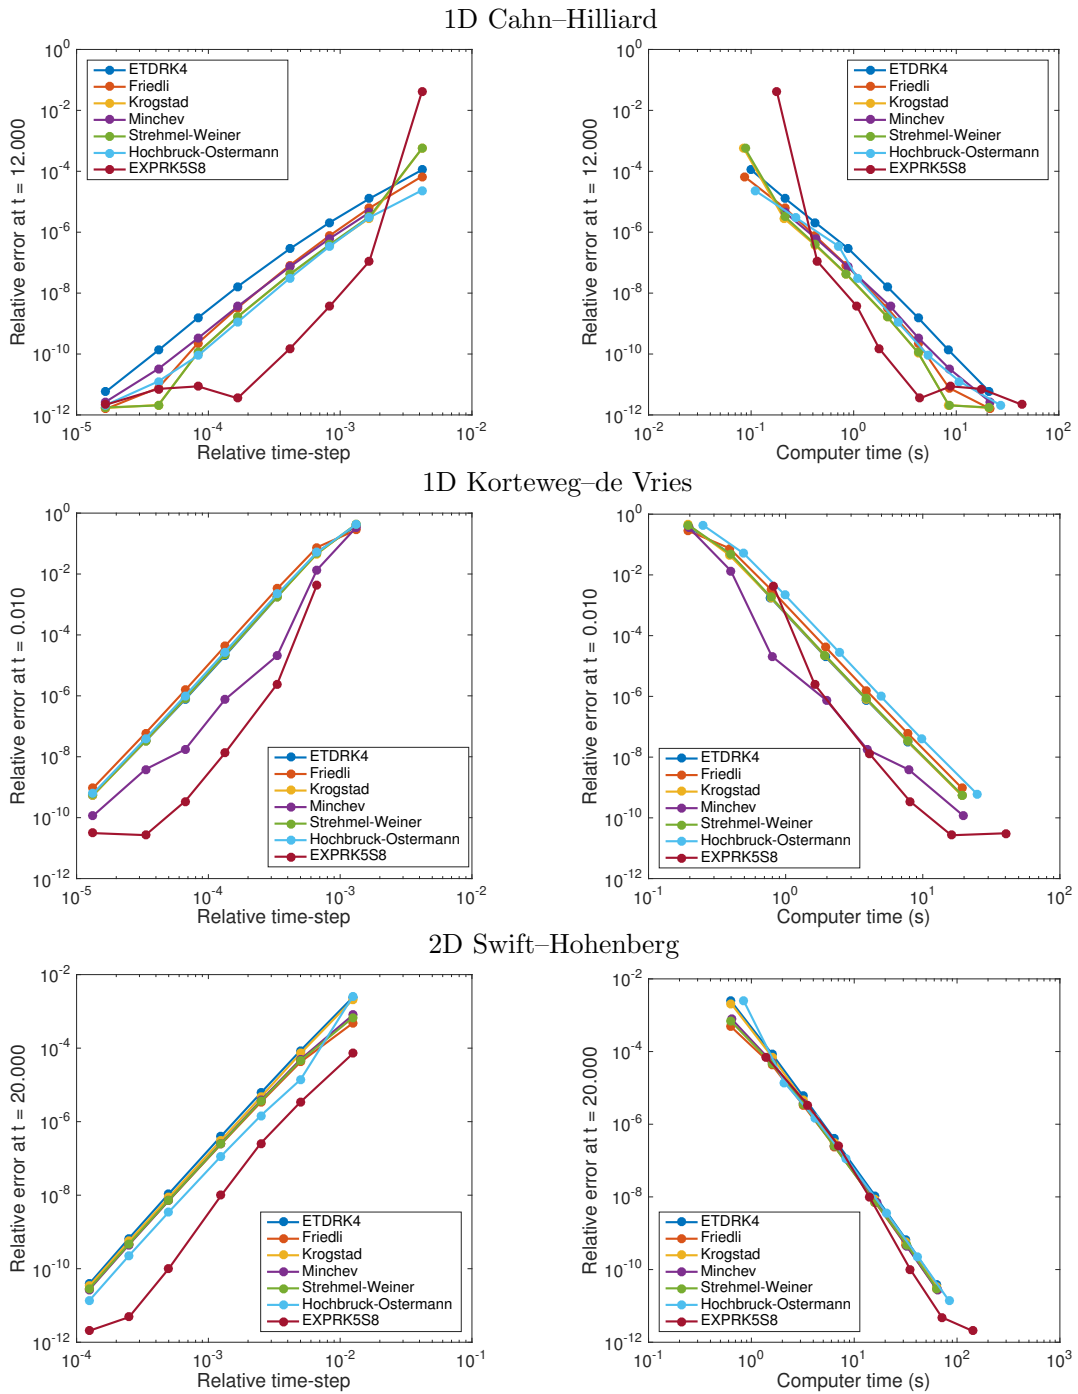 1D Cahn–Hilliard
10^0
10^-2
10^-4
10^-6
10^-8
10^-10
10^-12
Relative error at t = 12.000
ETDRK4
Friedli
Krogstad
Minchev
Strehmel-Weiner
Hochbruck-Ostermann
EXPRK5S8
10^-5
10^-4
10^-3
10^-2
Relative time-step
10^0
10^-2
10^-4
10^-6
10^-8
10^-10
10^-12
Relative error at t = 12.000
ETDRK4
Friedli
Krogstad
Minchev
Strehmel-Weiner
Hochbruck-Ostermann
EXPRK5S8
10^-2
10^-1
10^0
10^1
10^2
Computer time (s)
1D Korteweg–de Vries
10^0
10^-2
10^-4
10^-6
10^-8
10^-10
10^-12
Relative error at t = 0.010
ETDRK4
Friedli
Krogstad
Minchev
Strehmel-Weiner
Hochbruck-Ostermann
EXPRK5S8
10^-5
10^-4
10^-3
10^-2
Relative time-step
10^0
10^-2
10^-4
10^-6
10^-8
10^-10
10^-12
Relative error at t = 0.010
ETDRK4
Friedli
Krogstad
Minchev
Strehmel-Weiner
Hochbruck-Ostermann
EXPRK5S8
10^-1
10^0
10^1
10^2
Computer time (s)
2D Swift–Hohenberg
10^-2
10^-4
10^-6
10^-8
10^-10
10^-12
Relative error at t = 20.000
ETDRK4
Friedli
Krogstad
Minchev
Strehmel-Weiner
Hochbruck-Ostermann
EXPRK5S8
10^-4
10^-3
10^-2
10^-1
Relative time-step
10^-2
10^-4
10^-6
10^-8
10^-10
10^-12
Relative error at t = 20.000
ETDRK4
Friedli
Krogstad
Minchev
Strehmel-Weiner
Hochbruck-Ostermann
EXPRK5S8
10^-1
10^0
10^1
10^2
10^3
Computer time (s)